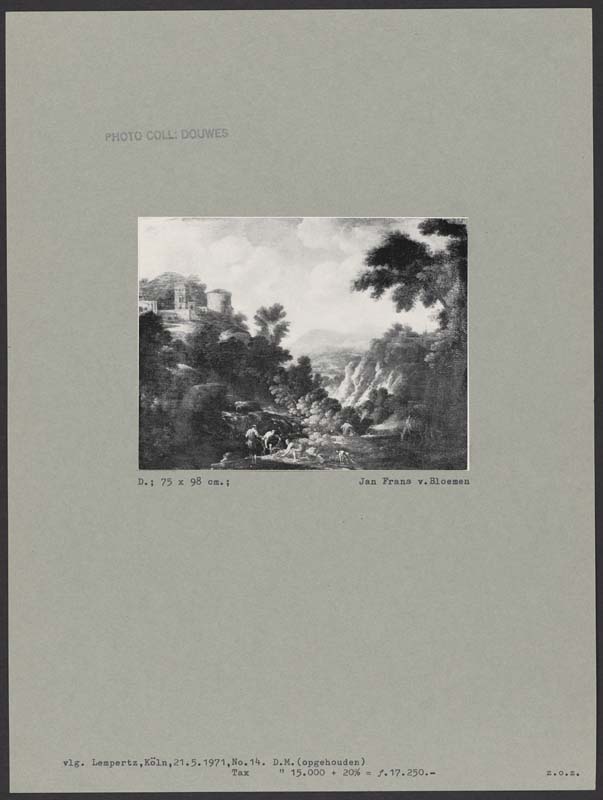 PHOTO COLL: DOUWES
D.; 75 x 98 cm.; Jan Frans v.Bloemen
vlg. Lempertz,Köln,21.5.1971,No.14. D.M.(opgehouden)
Tax " 15.000 + 20% = ƒ.17.250.-
z.o.z.